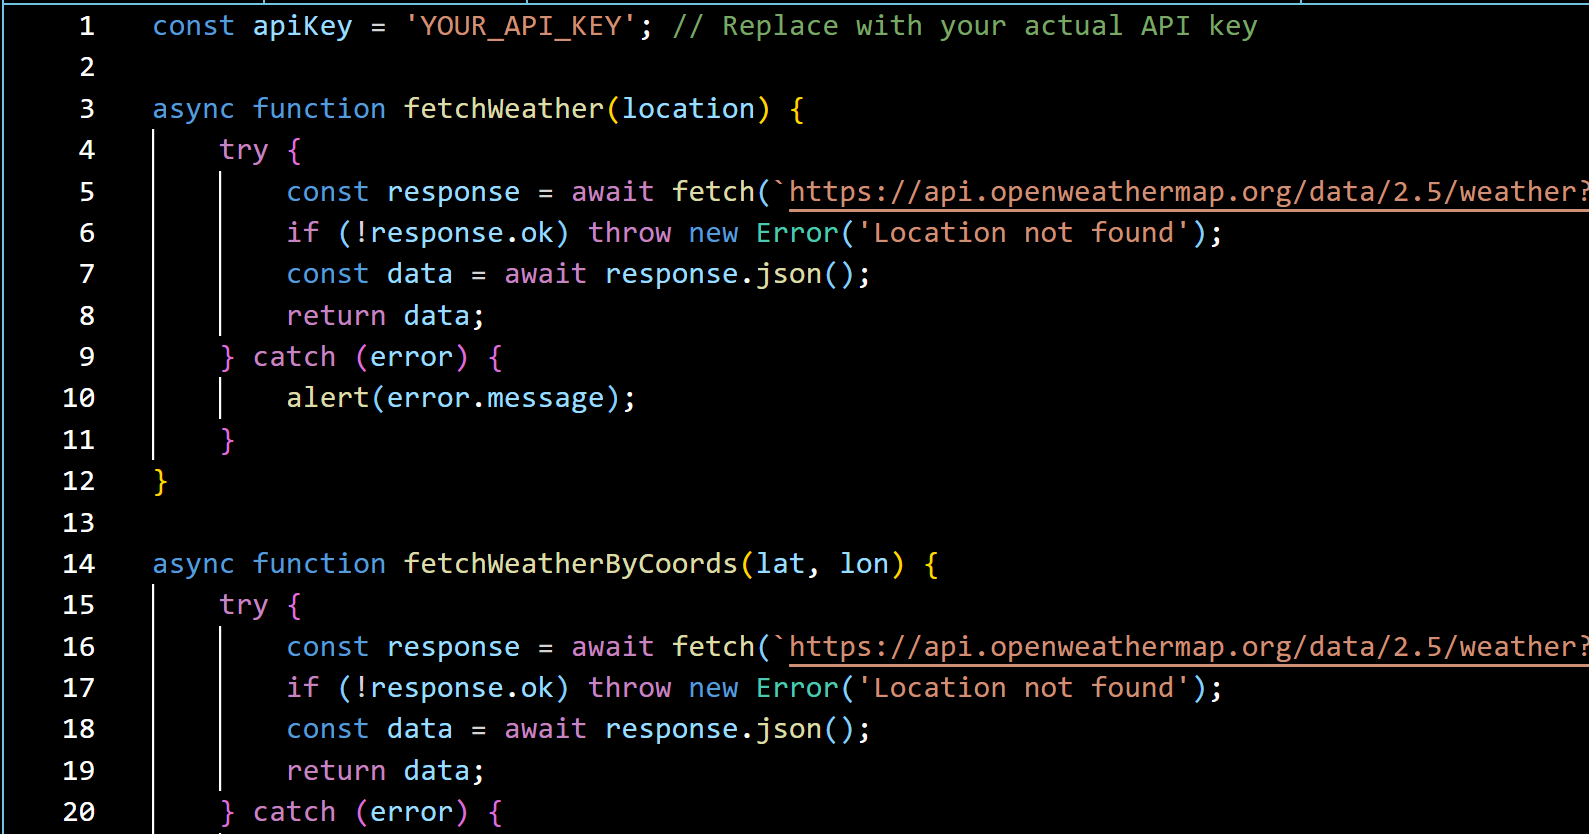 1 const apiKey = 'YOUR_API_KEY'; // Replace with your actual API key
2
3 async function fetchWeather(location) {
4 try {
5 const response = await fetch(`https://api.openweathermap.org/data/2.5/weather?
6 if (!response.ok) throw new Error('Location not found');
7 const data = await response.json();
8 return data;
9 } catch (error) {
10 alert(error.message);
11 }
12 }
13
14 async function fetchWeatherByCoords(lat, lon) {
15 try {
16 const response = await fetch(`https://api.openweathermap.org/data/2.5/weather?
17 if (!response.ok) throw new Error('Location not found');
18 const data = await response.json();
19 return data;
20 } catch (error) {